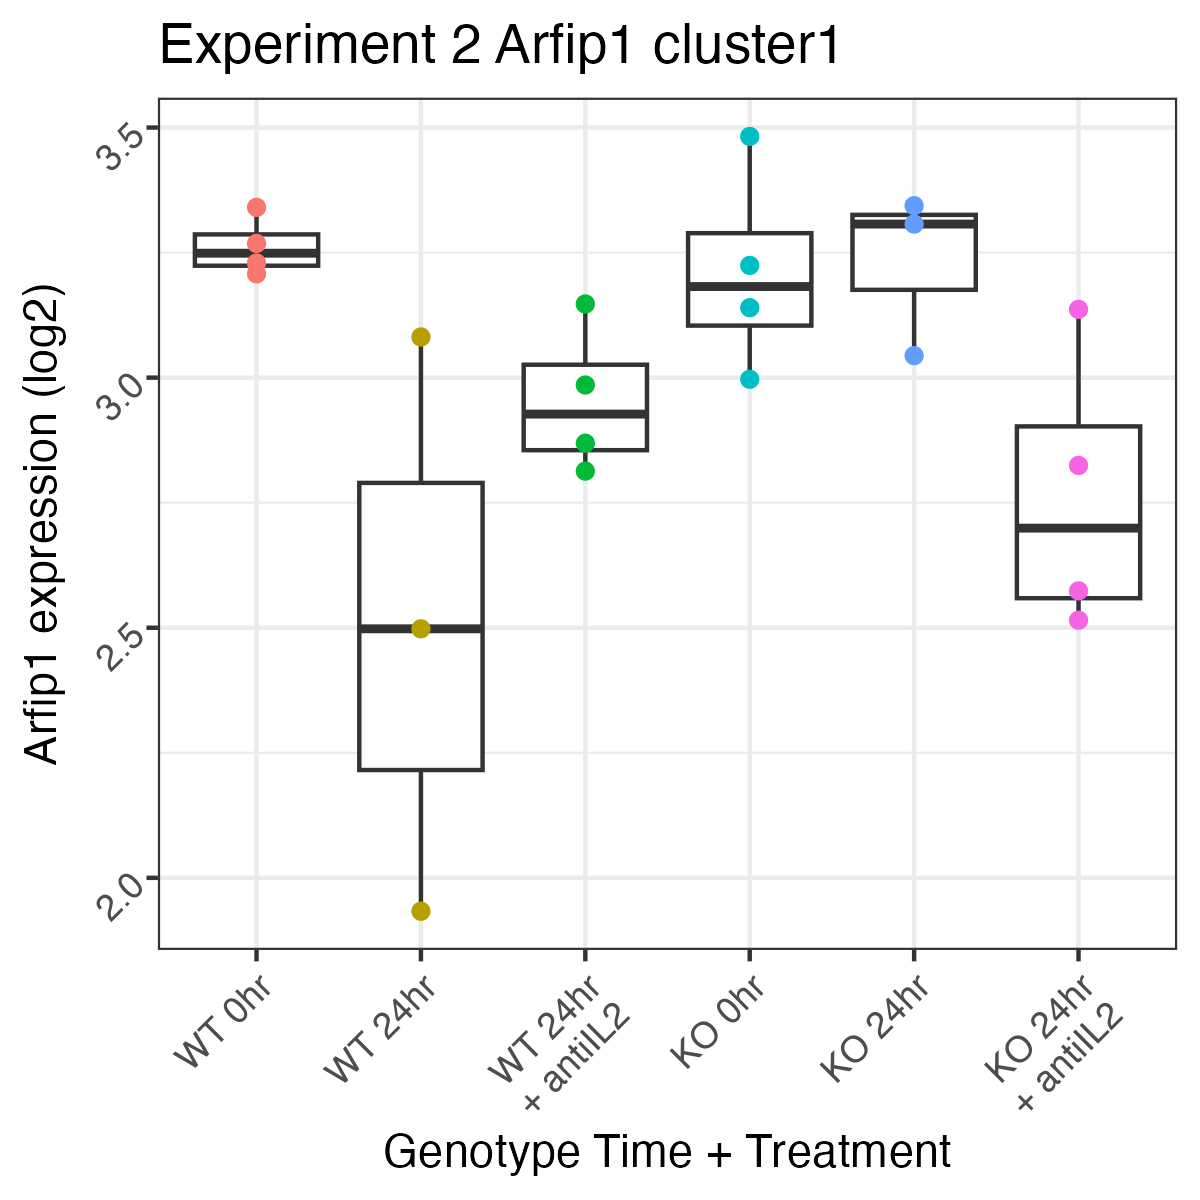 Experiment 2 Arfip1 cluster1
Arfip1 expression (log2)
3.5
3.0
2.5
2.0
WT 0hr
WT 24hr
WT 24hr
+ antiIL2
KO 0hr
KO 24hr
KO 24hr
+ antiIL2
Genotype Time + Treatment